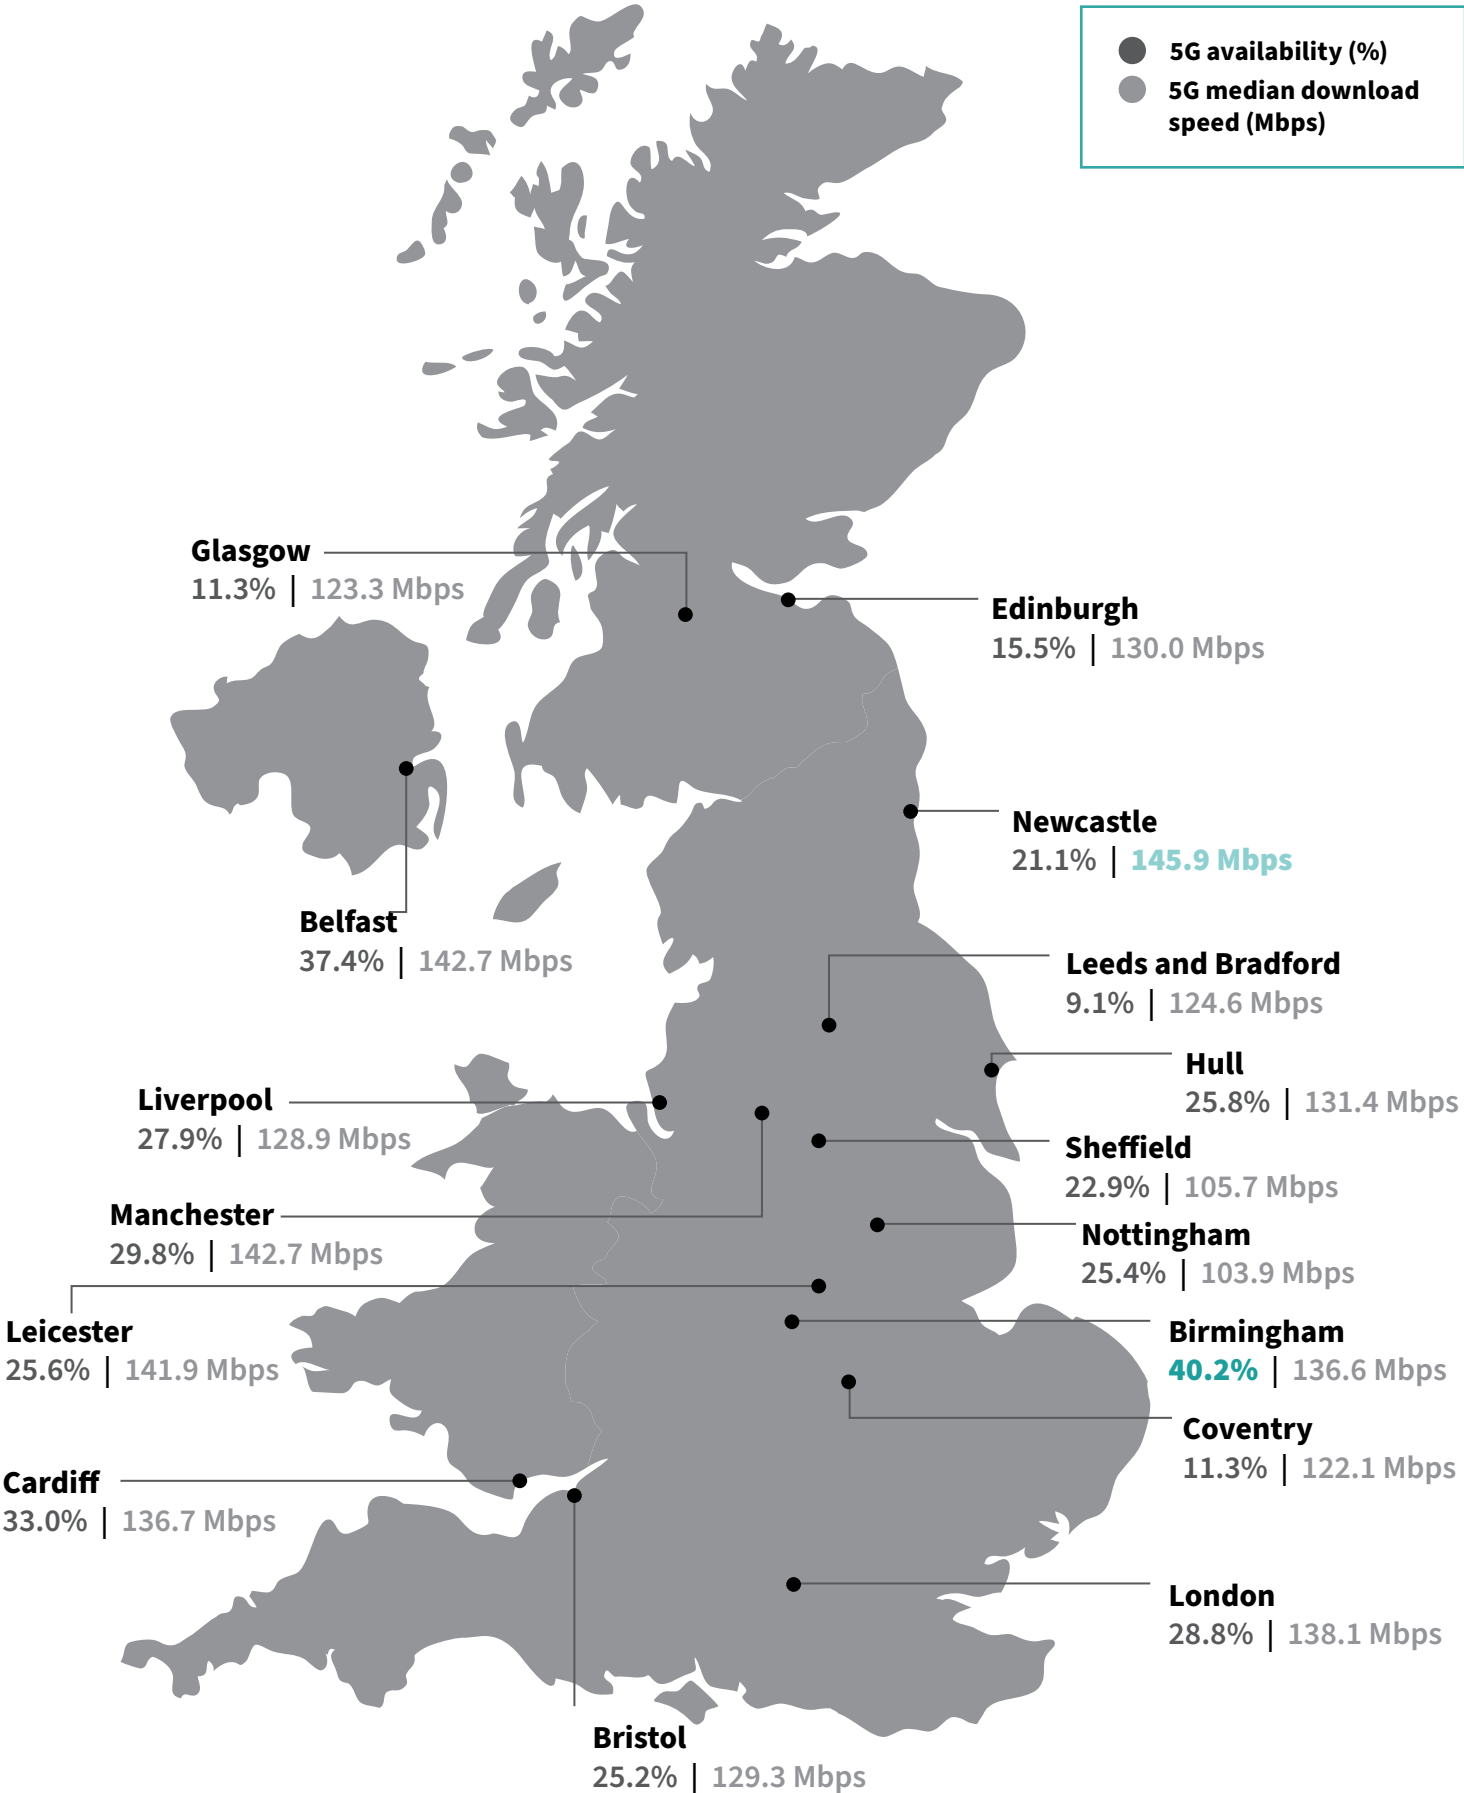 5G availability (%)
5G median download
speed (Mbps)
Glasgow
11.3% | 123.3 Mbps
Edinburgh
15.5% | 130.0 Mbps
Newcastle
21.1% | 145.9 Mbps
Belfast
37.4% | 142.7 Mbps
Leeds and Bradford
9.1% | 124.6 Mbps
Hull
25.8% | 131.4 Mbps
Liverpool
27.9% | 128.9 Mbps
Sheffield
22.9% | 105.7 Mbps
Manchester
29.8% | 142.7 Mbps
Nottingham
25.4% | 103.9 Mbps
Leicester
25.6% | 141.9 Mbps
Birmingham
40.2% | 136.6 Mbps
Coventry
11.3% | 122.1 Mbps
Cardiff
33.0% | 136.7 Mbps
London
28.8% | 138.1 Mbps
Bristol
25.2% | 129.3 Mbps